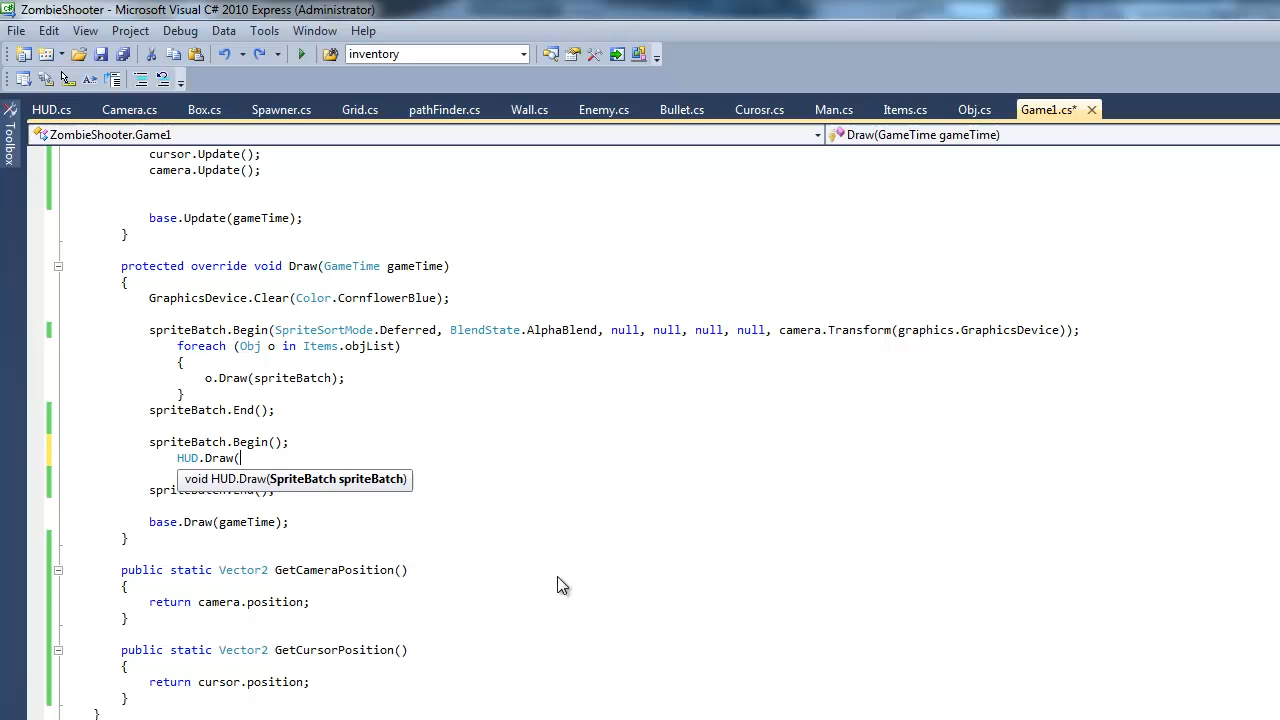 ZombieShooter - Microsoft Visual C# 2010 Express (Administrator)
File Edit View Project Debug Data Tools Window Help
inventory
HUD.cs Camera.cs Box.cs Spawner.cs Grid.cs pathFinder.cs Wall.cs Enemy.cs Bullet.cs Curosr.cs Man.cs Items.cs Obj.cs Game1.cs*
ZombieShooter.Game1 Draw(GameTime gameTime)
Toolbox
cursor.Update();
camera.Update();
base.Update(gameTime);
}
protected override void Draw(GameTime gameTime)
{
GraphicsDevice.Clear(Color.CornflowerBlue);
spriteBatch.Begin(SpriteSortMode.Deferred, BlendState.AlphaBlend, null, null, null, null, camera.Transform(graphics.GraphicsDevice));
foreach (Obj o in Items.objList)
{
o.Draw(spriteBatch);
}
spriteBatch.End();
spriteBatch.Begin();
HUD.Draw(
void HUD.Draw(SpriteBatch spriteBatch)
spriteBatch.End();
base.Draw(gameTime);
}
public static Vector2 GetCameraPosition()
{
return camera.position;
}
public static Vector2 GetCursorPosition()
{
return cursor.position;
}
}